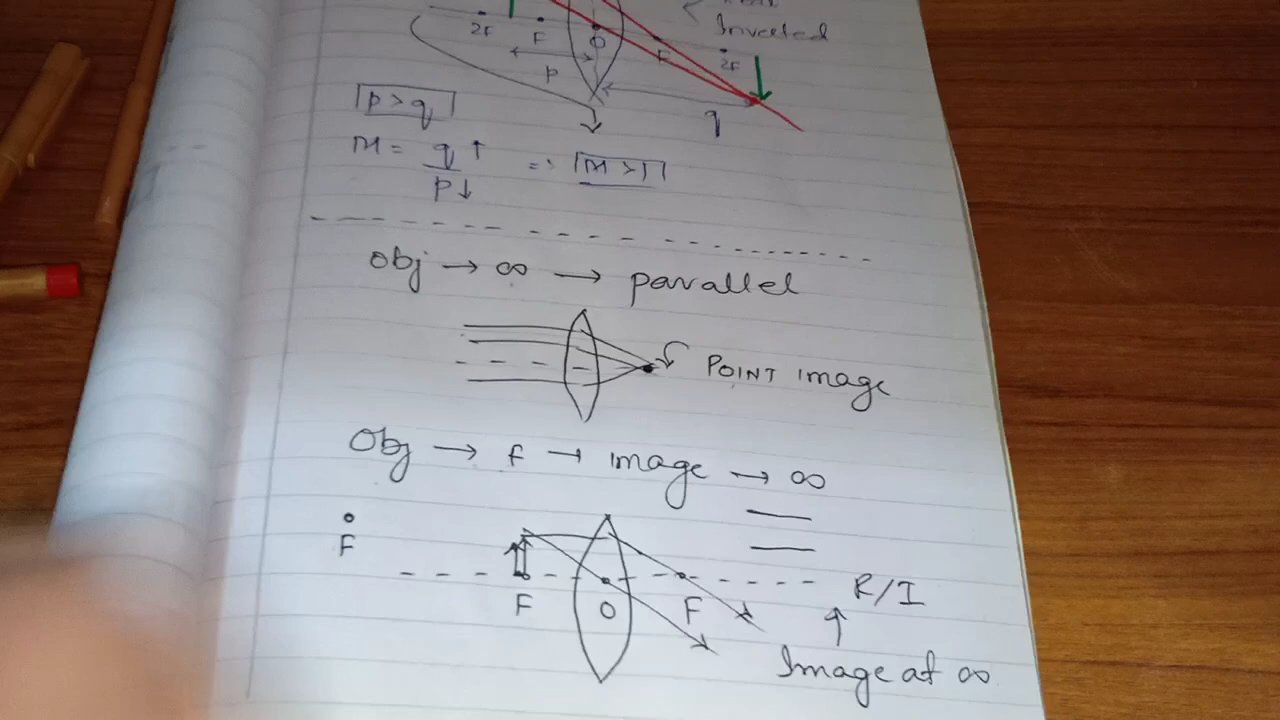 Inverted
2F F O F 2F
p
q
p > q
M = q ↑ / p ↓ => M > 1
Obj → ∞ → parallel
POINT image
Obj → F → image → ∞
F
F O F R/I
Image at ∞